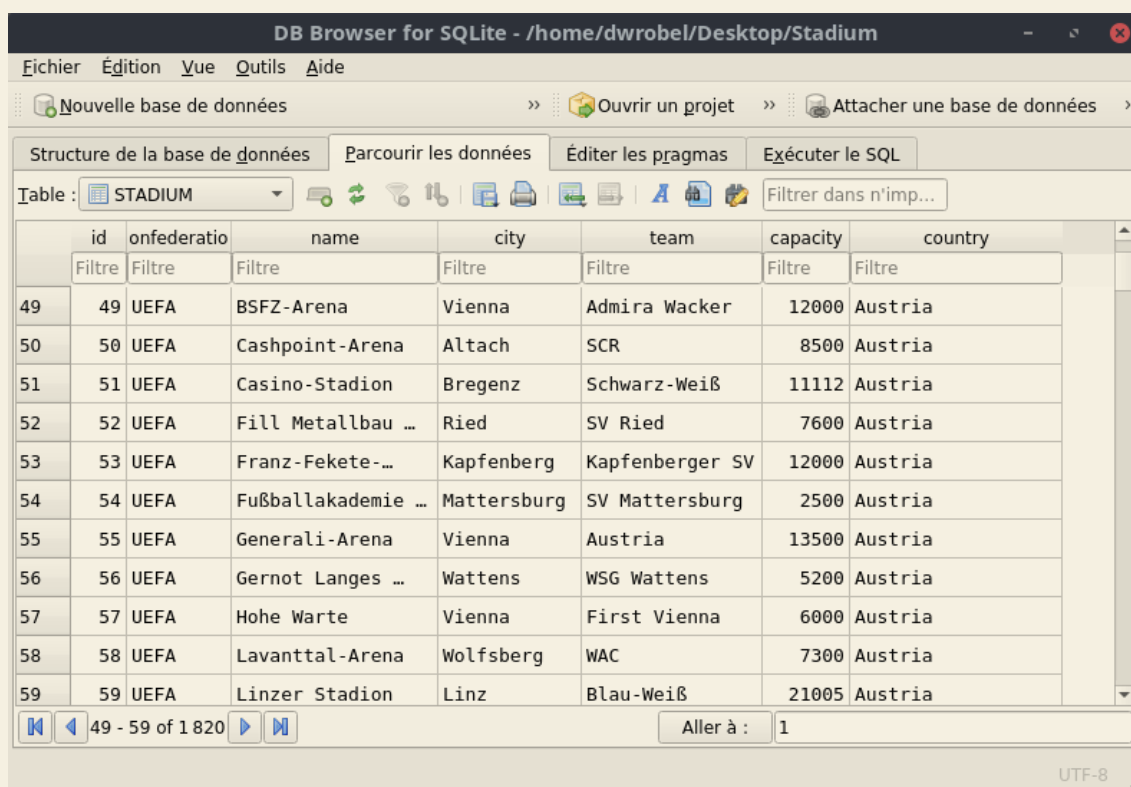 DB Browser for SQLite - /home/dwrobel/Desktop/Stadium
Fichier Édition Vue Outils Aide
Nouvelle base de données » Ouvrir un projet » Attacher une base de données
Structure de la base de données Parcourir les données Éditer les pragmas Exécuter le SQL
Table : STADIUM Filtrer dans n'imp...
id onfederatio name city team capacity country
Filtre Filtre Filtre Filtre Filtre Filtre Filtre
49 49 UEFA BSFZ-Arena Vienna Admira Wacker 12000 Austria
50 50 UEFA Cashpoint-Arena Altach SCR 8500 Austria
51 51 UEFA Casino-Stadion Bregenz Schwarz-Weiß 11112 Austria
52 52 UEFA Fill Metallbau … Ried SV Ried 7600 Austria
53 53 UEFA Franz-Fekete-… Kapfenberg Kapfenberger SV 12000 Austria
54 54 UEFA Fußballakademie … Mattersburg SV Mattersburg 2500 Austria
55 55 UEFA Generali-Arena Vienna Austria 13500 Austria
56 56 UEFA Gernot Langes … Wattens WSG Wattens 5200 Austria
57 57 UEFA Hohe Warte Vienna First Vienna 6000 Austria
58 58 UEFA Lavanttal-Arena Wolfsberg WAC 7300 Austria
59 59 UEFA Linzer Stadion Linz Blau-Weiß 21005 Austria
49 - 59 of 1 820 Aller à : 1
UTF-8